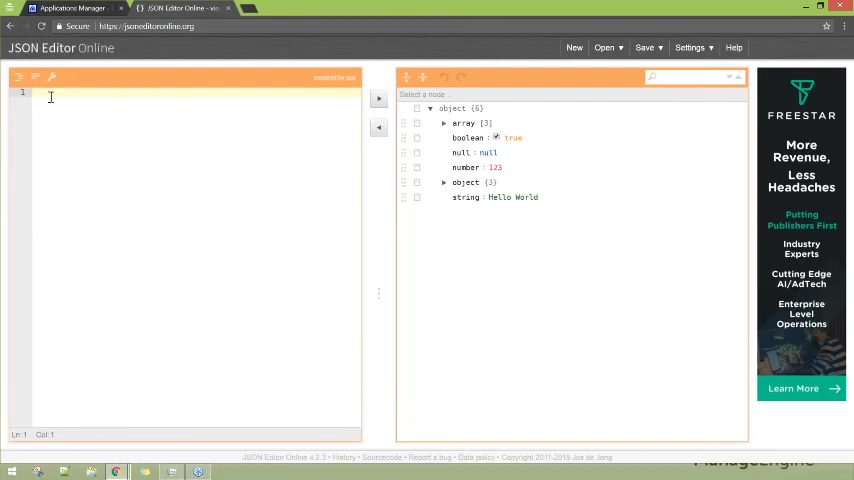 Applications Manager -
JSON Editor Online - vie
Secure https://jsoneditoronline.org
JSON Editor Online
New Open ▾ Save ▾ Settings ▾ Help
powered by ace
1
Ln: 1 Col: 1
Select a node...
object {6}
array [3]
boolean : true
null : null
number : 123
object {3}
string : Hello World
FREESTAR
More
Revenue,
Less
Headaches
Putting
Publishers First
Industry
Experts
Cutting Edge
AI/AdTech
Enterprise
Level
Operations
Learn More →
JSON Editor Online 4.2.3 • History • Sourcecode • Report a bug • Data policy • Copyright 2011-2018 Jos de Jong
ManageEngine